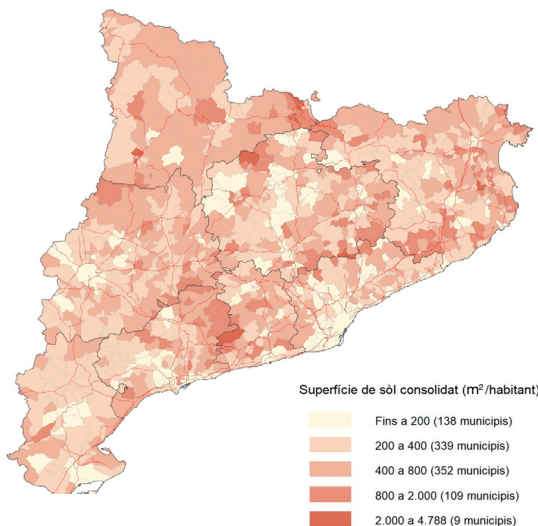 Superfície de sòl consolidat (m²/habitant)
Fins a 200 (138 municipis)
200 a 400 (339 municipis)
400 a 800 (352 municipis)
800 a 2.000 (109 municipis)
2.000 a 4.788 (9 municipis)